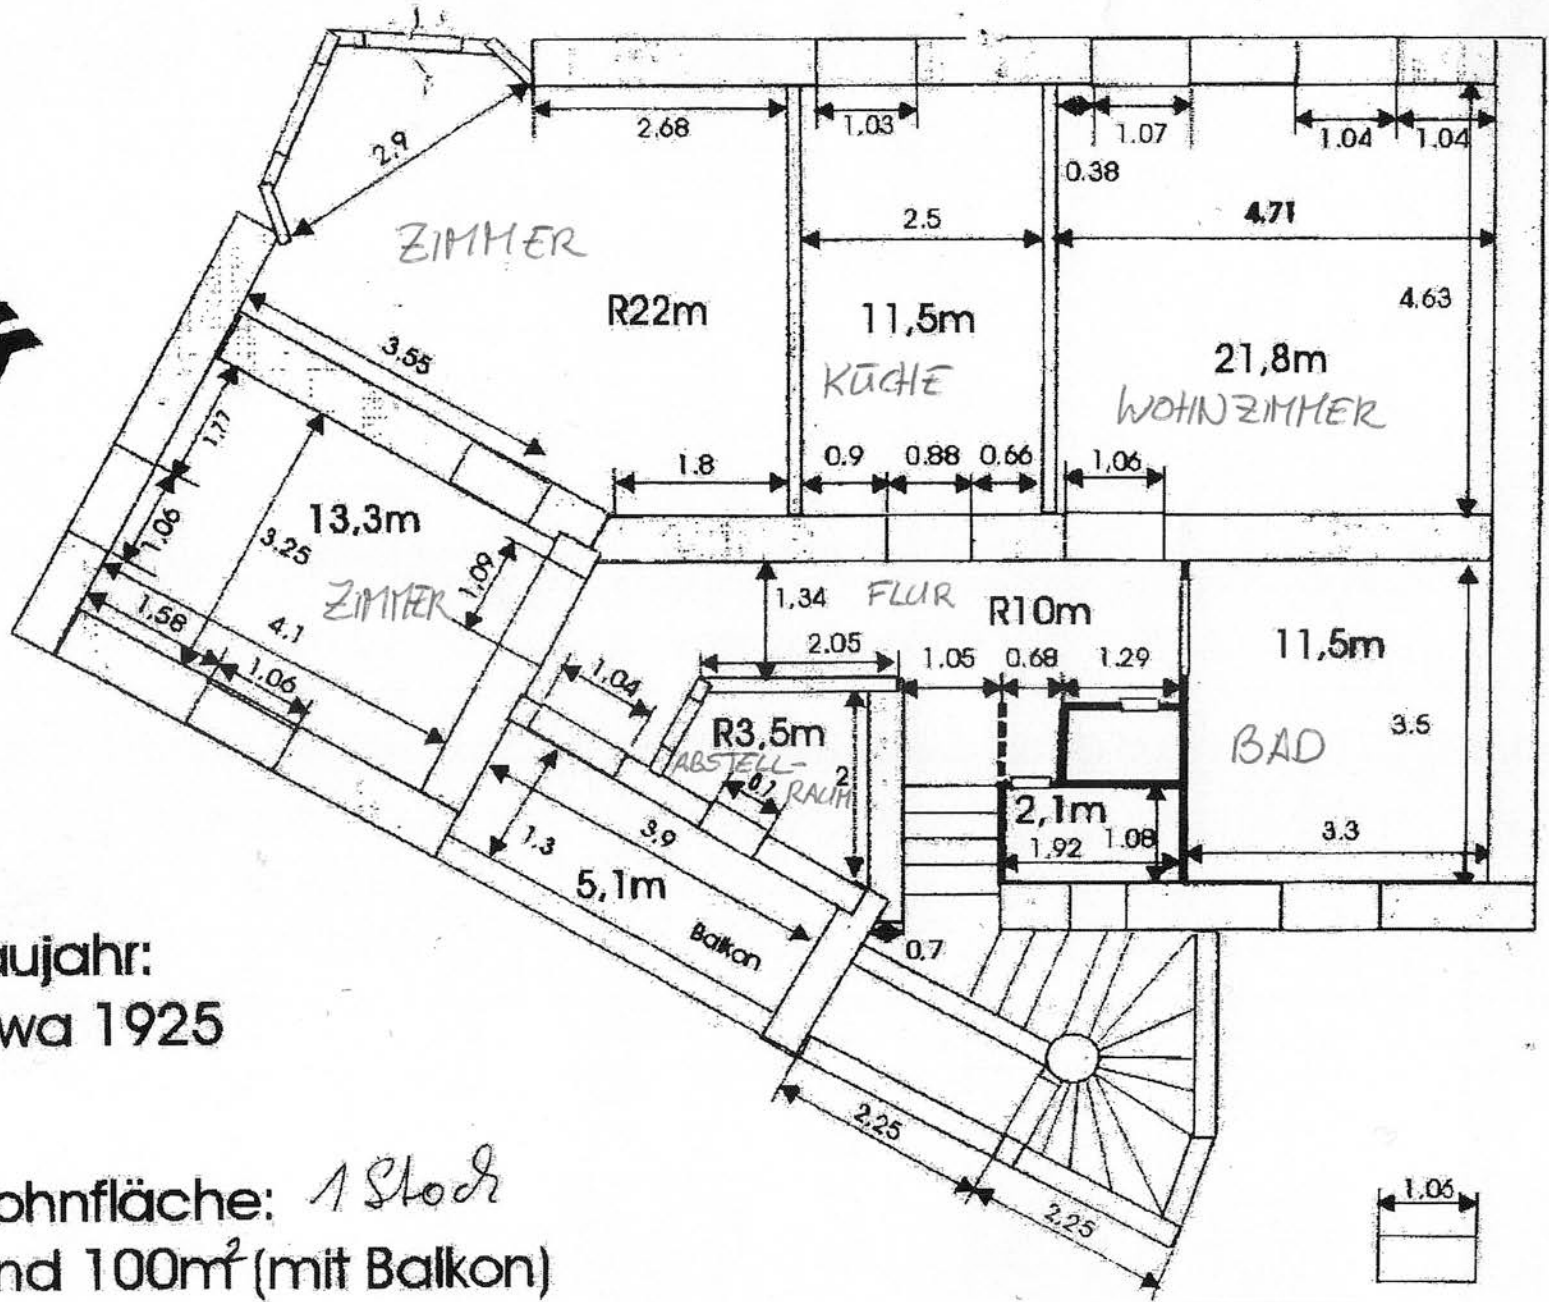 2.68
1.03
1.07
1.04
1.04
0.38
2.9
ZIMMER
2.5
4.71
R22m
11,5m
4.63
3.55
KÜCHE
21,8m
WOHNZIMMER
1.77
1.8
0.9
0.88
0.66
1,06
13,3m
1.06
3.25
1,09
ZIMMER
1,34
FLUR
R10m
1,58
4.1
2.05
1.05
0.68
1.29
11,5m
1.06
1.04
R3,5m
ABSTELL-
RAUM
0.7
2
3.5
BAD
2,1m
1.92
1.08
3.3
1.3
3.9
5,1m
Balkon
0.7
aujahr:
wa 1925
2,25
2,25
ohnfläche: 1 Stock
nd 100m² (mit Balkon)
1.06